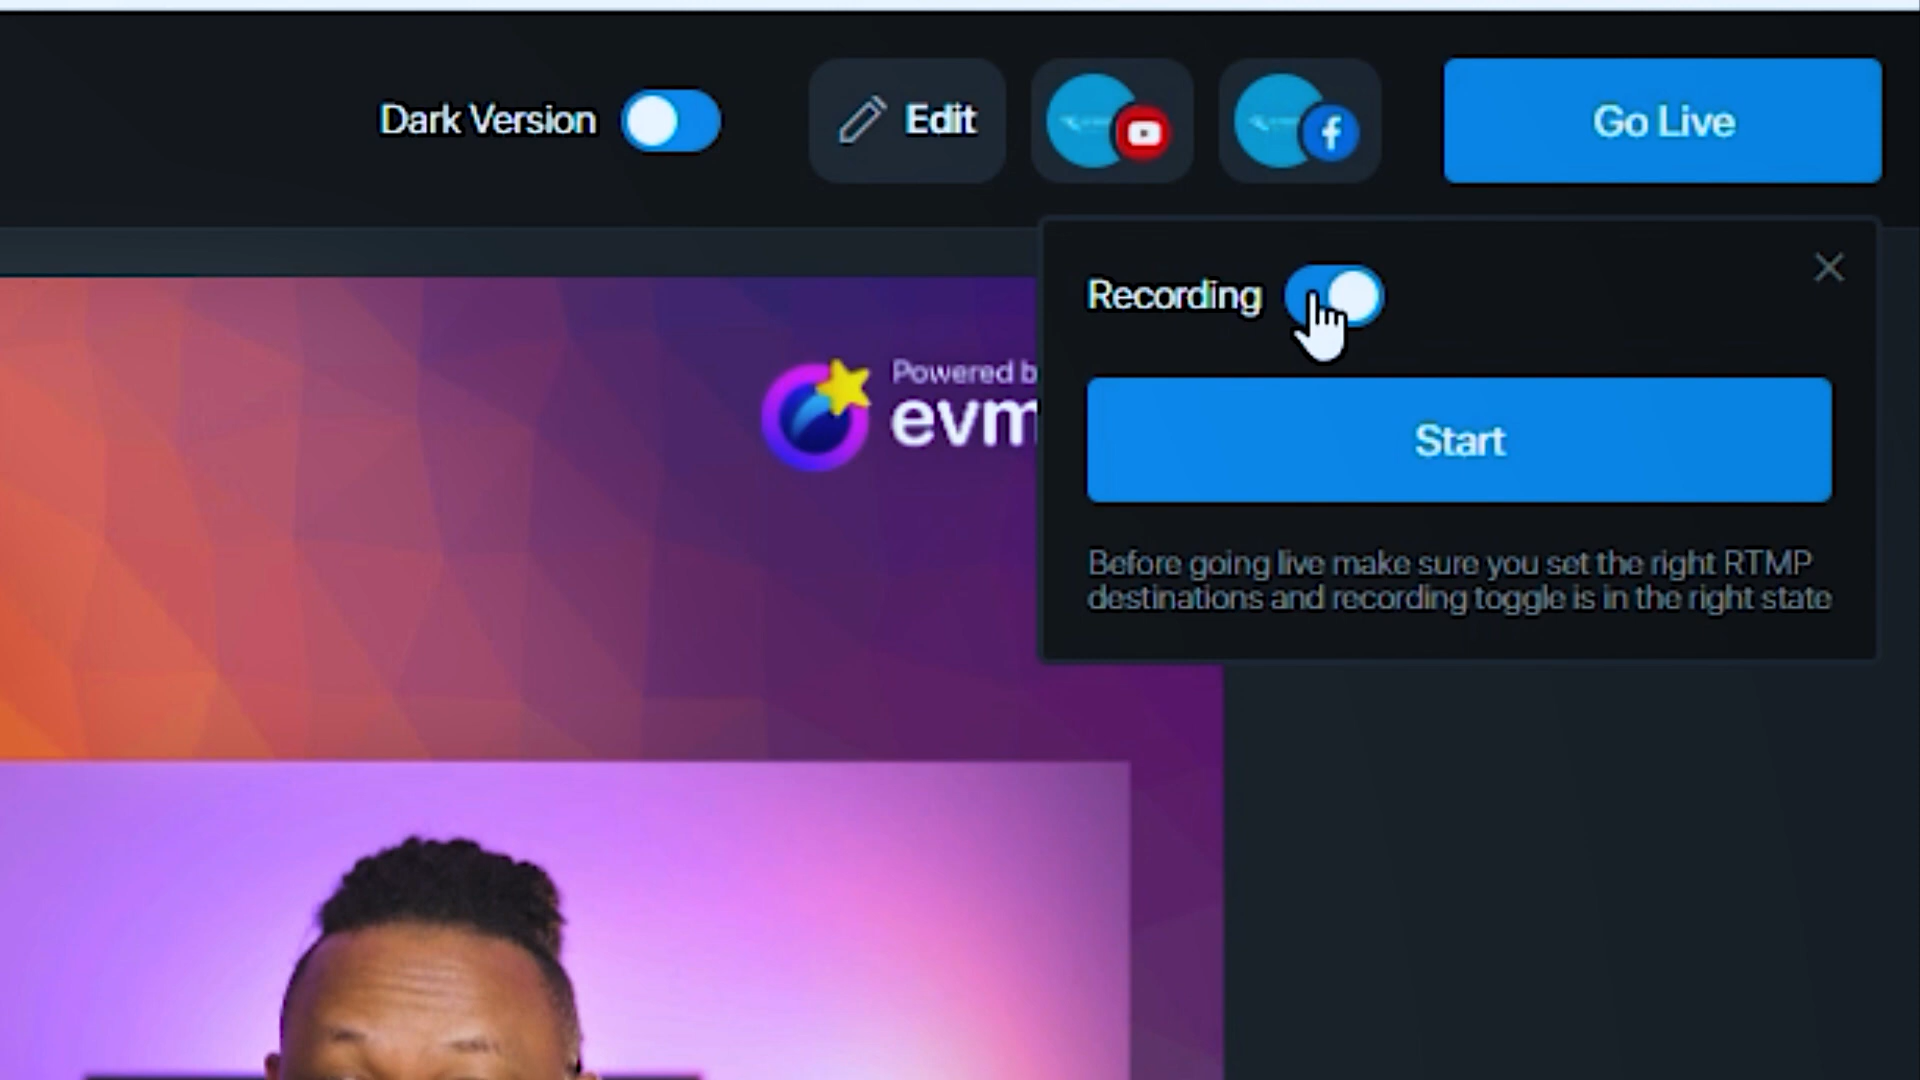 Dark Version
Edit
Go Live
Recording
Start
Before going live make sure you set the right RTMP
destinations and recording toggle is in the right state
Powered b
evm